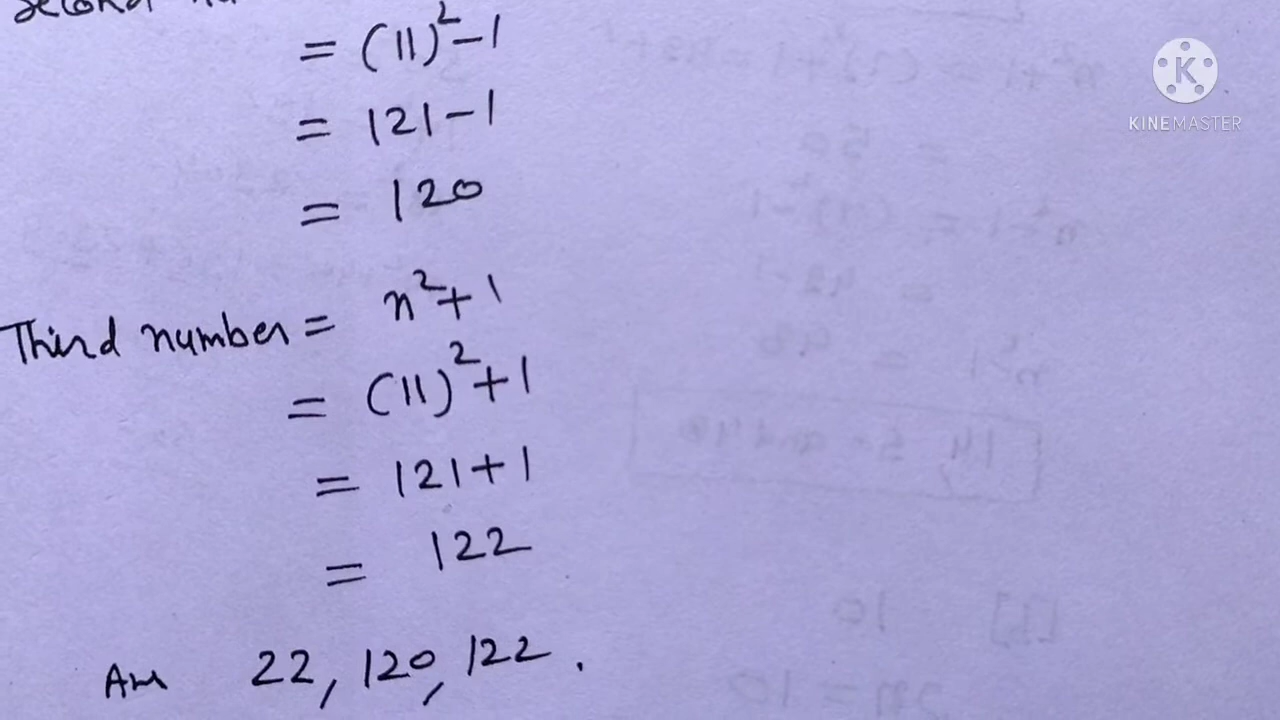 Second
= (11)² - 1
= 121 - 1
= 120
Third number = n² + 1
= (11)² + 1
= 121 + 1
= 122
Ans 22, 120, 122.
KINEMASTER